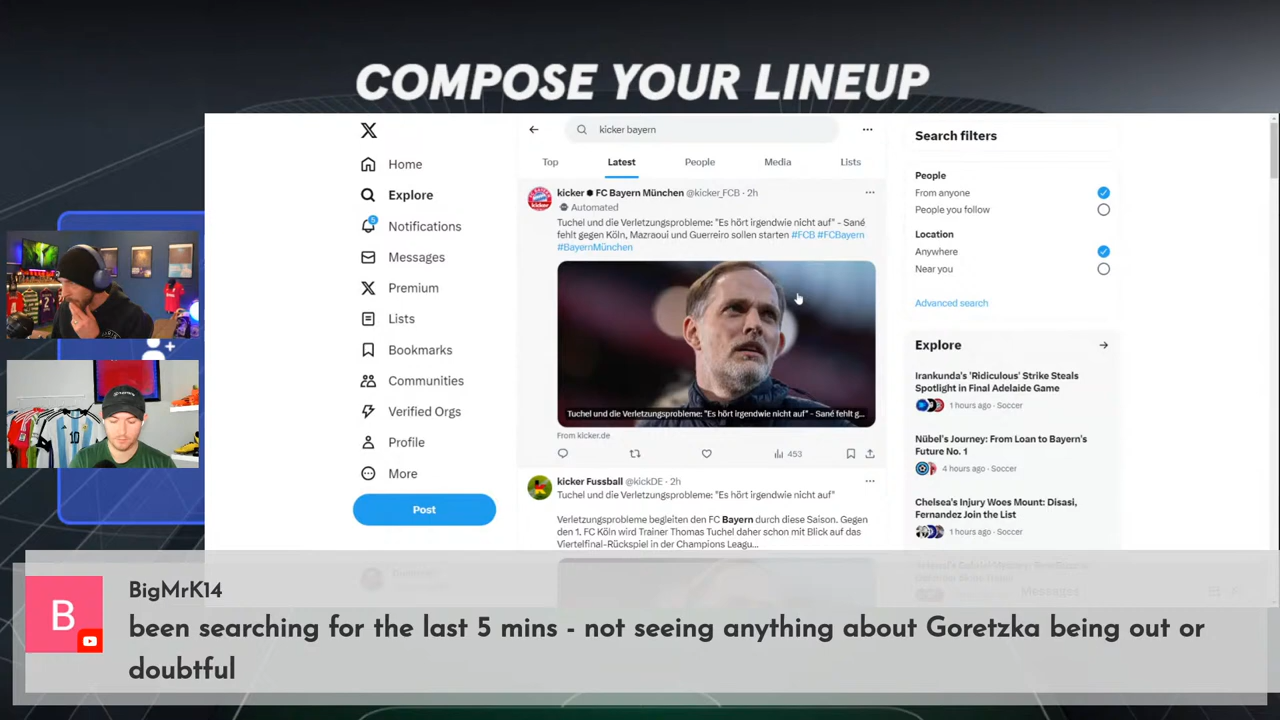 COMPOSE YOUR LINEUP
kicker bayern
Search filters
Home
Top
Latest
People
Media
Lists
People
Explore
kicker FC Bayern München @kicker_FCB · 2h
From anyone
Automated
People you follow
Notifications
Tuchel und die Verletzungsprobleme: "Es hört irgendwie nicht auf" - Sané
fehlt gegen Köln, Mazraoui und Guerreiro sollen starten #FCB #FCBayern
#BayernMünchen
Location
Messages
Anywhere
Near you
Premium
Advanced search
Lists
Bookmarks
Explore
Communities
Irankunda's 'Ridiculous' Strike Steals
Spotlight in Final Adelaide Game
1 hours ago · Soccer
Verified Orgs
Tuchel und die Verletzungsprobleme: "Es hört irgendwie nicht auf" - Sané fehlt g...
From kicker.de
Profile
Nübel's Journey: From Loan to Bayern's
Future No. 1
4 hours ago · Soccer
453
More
kicker Fussball @kickDE · 2h
Tuchel und die Verletzungsprobleme: "Es hört irgendwie nicht auf"
Post
Chelsea's Injury Woes Mount: Disasi,
Fernandez Join the List
1 hours ago · Soccer
Verletzungsprobleme begleiten den FC Bayern durch diese Saison. Gegen
den 1. FC Köln wird Trainer Thomas Tuchel daher schon mit Blick auf das
Viertelfinal-Rückspiel in der Champions Leagu...
Messages
B
BigMrK14
been searching for the last 5 mins - not seeing anything about Goretzka being out or
doubtful
10